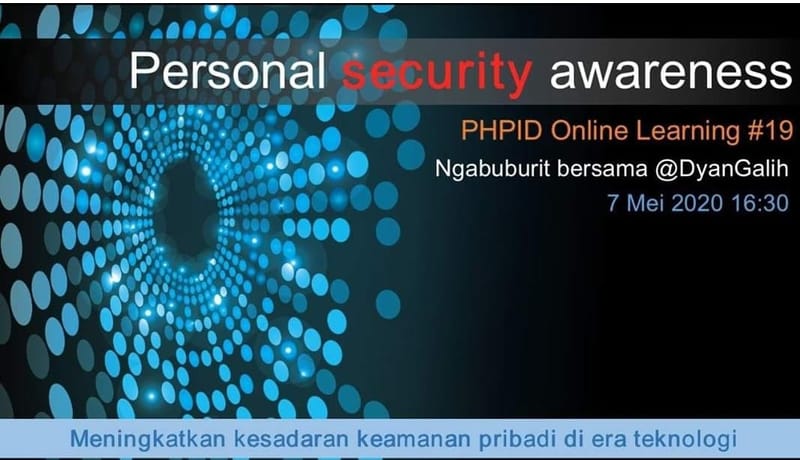 Personal security awareness
PHPID Online Learning #19
Ngabuburit bersama @DyanGalih
7 Mei 2020 16:30
Meningkatkan kesadaran keamanan pribadi di era teknologi